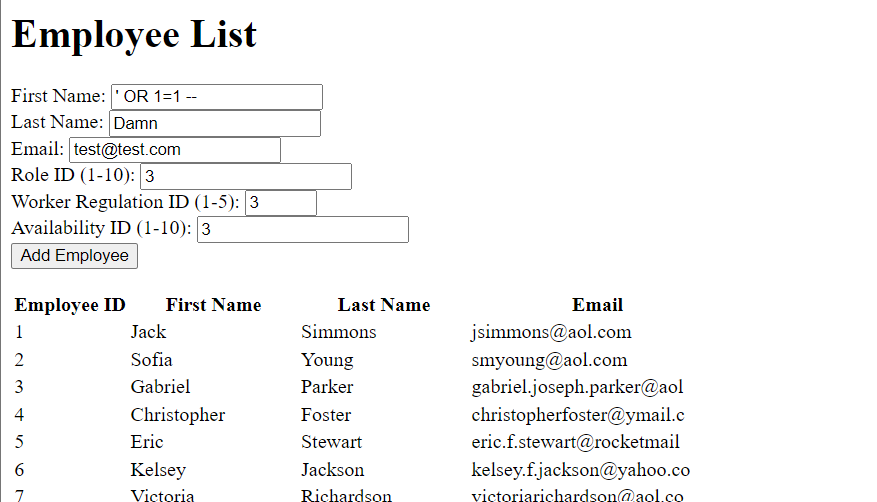 Employee List
First Name: ' OR 1=1 --
Last Name: Damn
Email: test@test.com
Role ID (1-10): 3
Worker Regulation ID (1-5): 3
Availability ID (1-10): 3
Add Employee
Employee ID First Name Last Name Email
1 Jack Simmons jsimmons@aol.com
2 Sofia Young smyoung@aol.com
3 Gabriel Parker gabriel.joseph.parker@aol
4 Christopher Foster christopherfoster@ymail.c
5 Eric Stewart eric.f.stewart@rocketmail
6 Kelsey Jackson kelsey.f.jackson@yahoo.co
7 Victoria Richardson victoriarichardson@aol.co